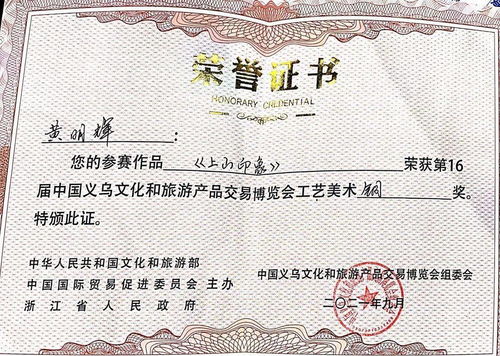 荣誉证书
HONORARY CREDENTIAL
黄明辉：
您的参赛作品《上山印象》荣获第16
届中国义乌文化和旅游产品交易博览会工艺美术铜奖。
特颁此证。
中华人民共和国文化和旅游部
中国国际贸易促进委员会 主办
浙江省人民政府
中国义乌文化和旅游产品交易博览会组委会
二〇二一年九月